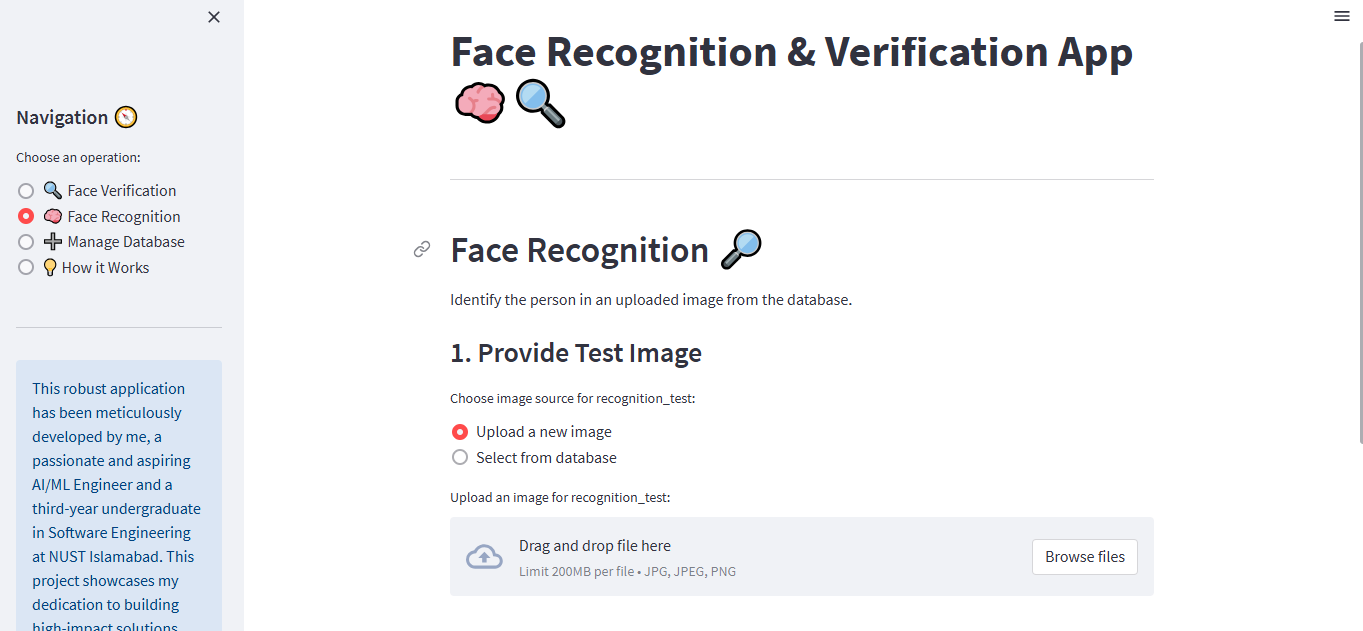 Navigation
Choose an operation:
Face Verification
Face Recognition
Manage Database
How it Works
This robust application
has been meticulously
developed by me, a
passionate and aspiring
AI/ML Engineer and a
third-year undergraduate
in Software Engineering
at NUST Islamabad. This
project showcases my
dedication to building
high-impact solutions
Face Recognition & Verification App
Face Recognition
Identify the person in an uploaded image from the database.
1. Provide Test Image
Choose image source for recognition_test:
Upload a new image
Select from database
Upload an image for recognition_test:
Drag and drop file here
Limit 200MB per file • JPG, JPEG, PNG
Browse files